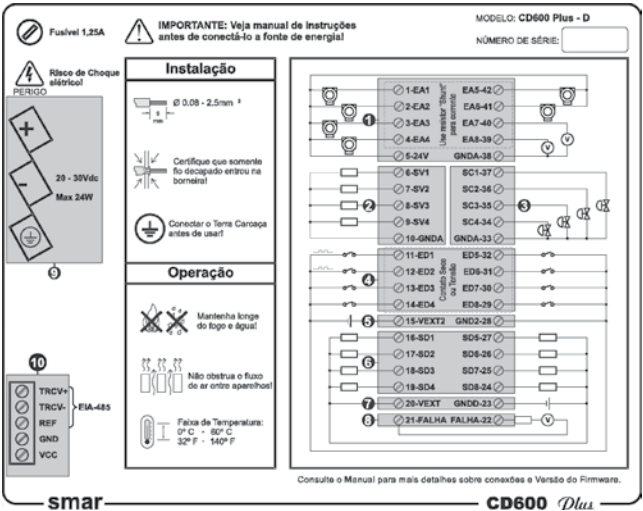 Fusível 1,25A
IMPORTANTE: Veja manual de instruções
antes de conectá-lo a fonte de energia!
MODELO: CD600 Plus - D
NÚMERO DE SÉRIE:
Risco de Choque
elétrico!
PERIGO
+
-
20 - 30Vdc
Max 24W
9
10
TRCV+
TRCV-
REF
GND
VCC
EIA-485
Instalação
Ø 0.08 - 2.5mm ²
5
mm
Certifique que somente
fio decapado entrou na
borneira!
Conectar o Terra Carcaça
antes de usar!
Operação
Mantenha longe
do fogo e água!
Não obstrua o fluxo
de ar entre aparelhos!
Faixa de Temperatura:
0° C - 60° C
32° F - 140° F
1
Use resistor "Shunt"
para corrente
1-EA1 EA5-42
2-EA2 EA6-41
3-EA3 EA7-40
4-EA4 EA8-39
5-24V GNDA-38
V
V
2
3
6-SV1 SC1-37
7-SV2 SC2-36
8-SV3 SC3-35
9-SV4 SC4-34
10-GNDA GNDA-33
4
Contato Seco
ou Tensão
11-ED1 ED5-32
12-ED2 ED6-31
13-ED3 ED7-30
14-ED4 ED8-29
5
15-VEXT2 GND2-28
6
16-SD1 SD5-27
17-SD2 SD6-26
18-SD3 SD7-25
19-SD4 SD8-24
7
20-VEXT GNDD-23
8
21-FALHA FALHA-22
V
Consulte o Manual para mais detalhes sobre conexões e Versão do Firmware.
smar
CD600 Plus